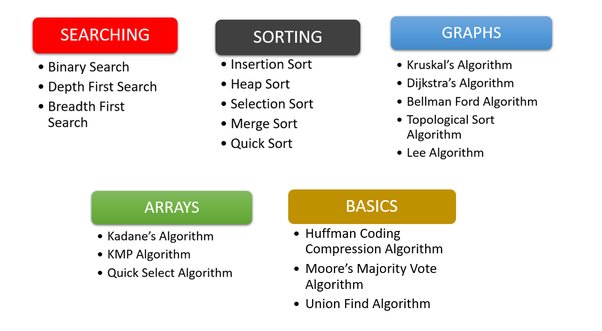 SEARCHING
• Binary Search
• Depth First Search
• Breadth First
Search
SORTING
• Insertion Sort
• Heap Sort
• Selection Sort
• Merge Sort
• Quick Sort
GRAPHS
• Kruskal's Algorithm
• Dijkstra's Algorithm
• Bellman Ford Algorithm
• Topological Sort
Algorithm
• Lee Algorithm
ARRAYS
• Kadane's Algorithm
• KMP Algorithm
• Quick Select Algorithm
BASICS
• Huffman Coding
Compression Algorithm
• Moore's Majority Vote
Algorithm
• Union Find Algorithm